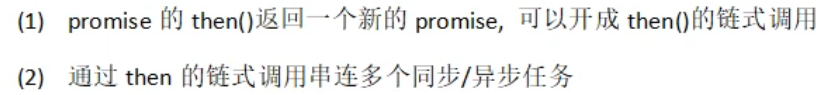 (1) promise 的 then()返回一个新的 promise, 可以开成 then()的链式调用
(2) 通过 then 的链式调用串连多个同步/异步任务